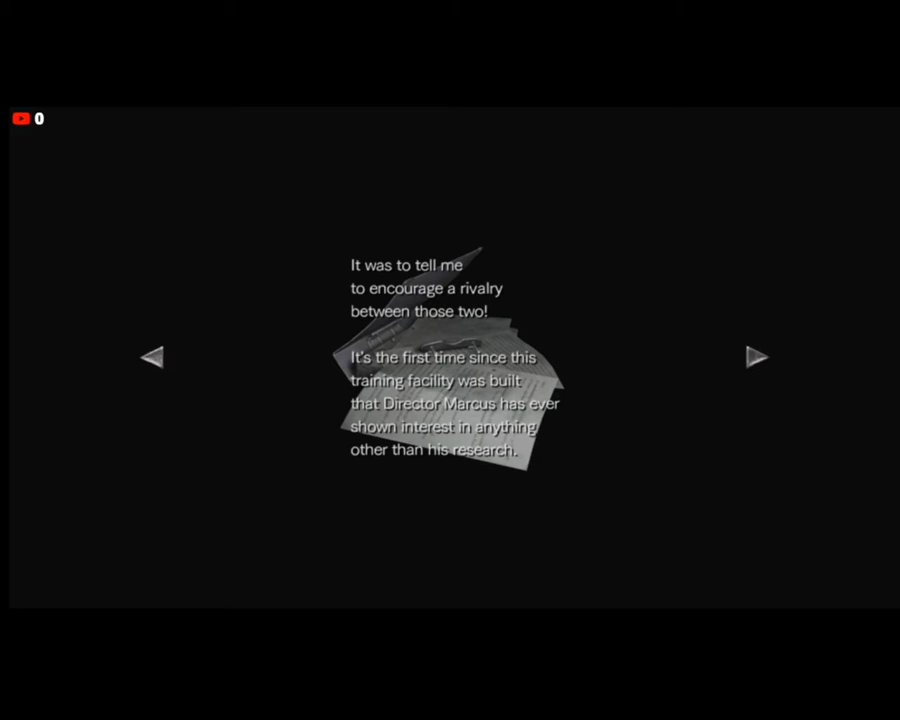 0
It was to tell me
to encourage a rivalry
between those two!
It's the first time since this
training facility was built
that Director Marcus has ever
shown interest in anything
other than his research.